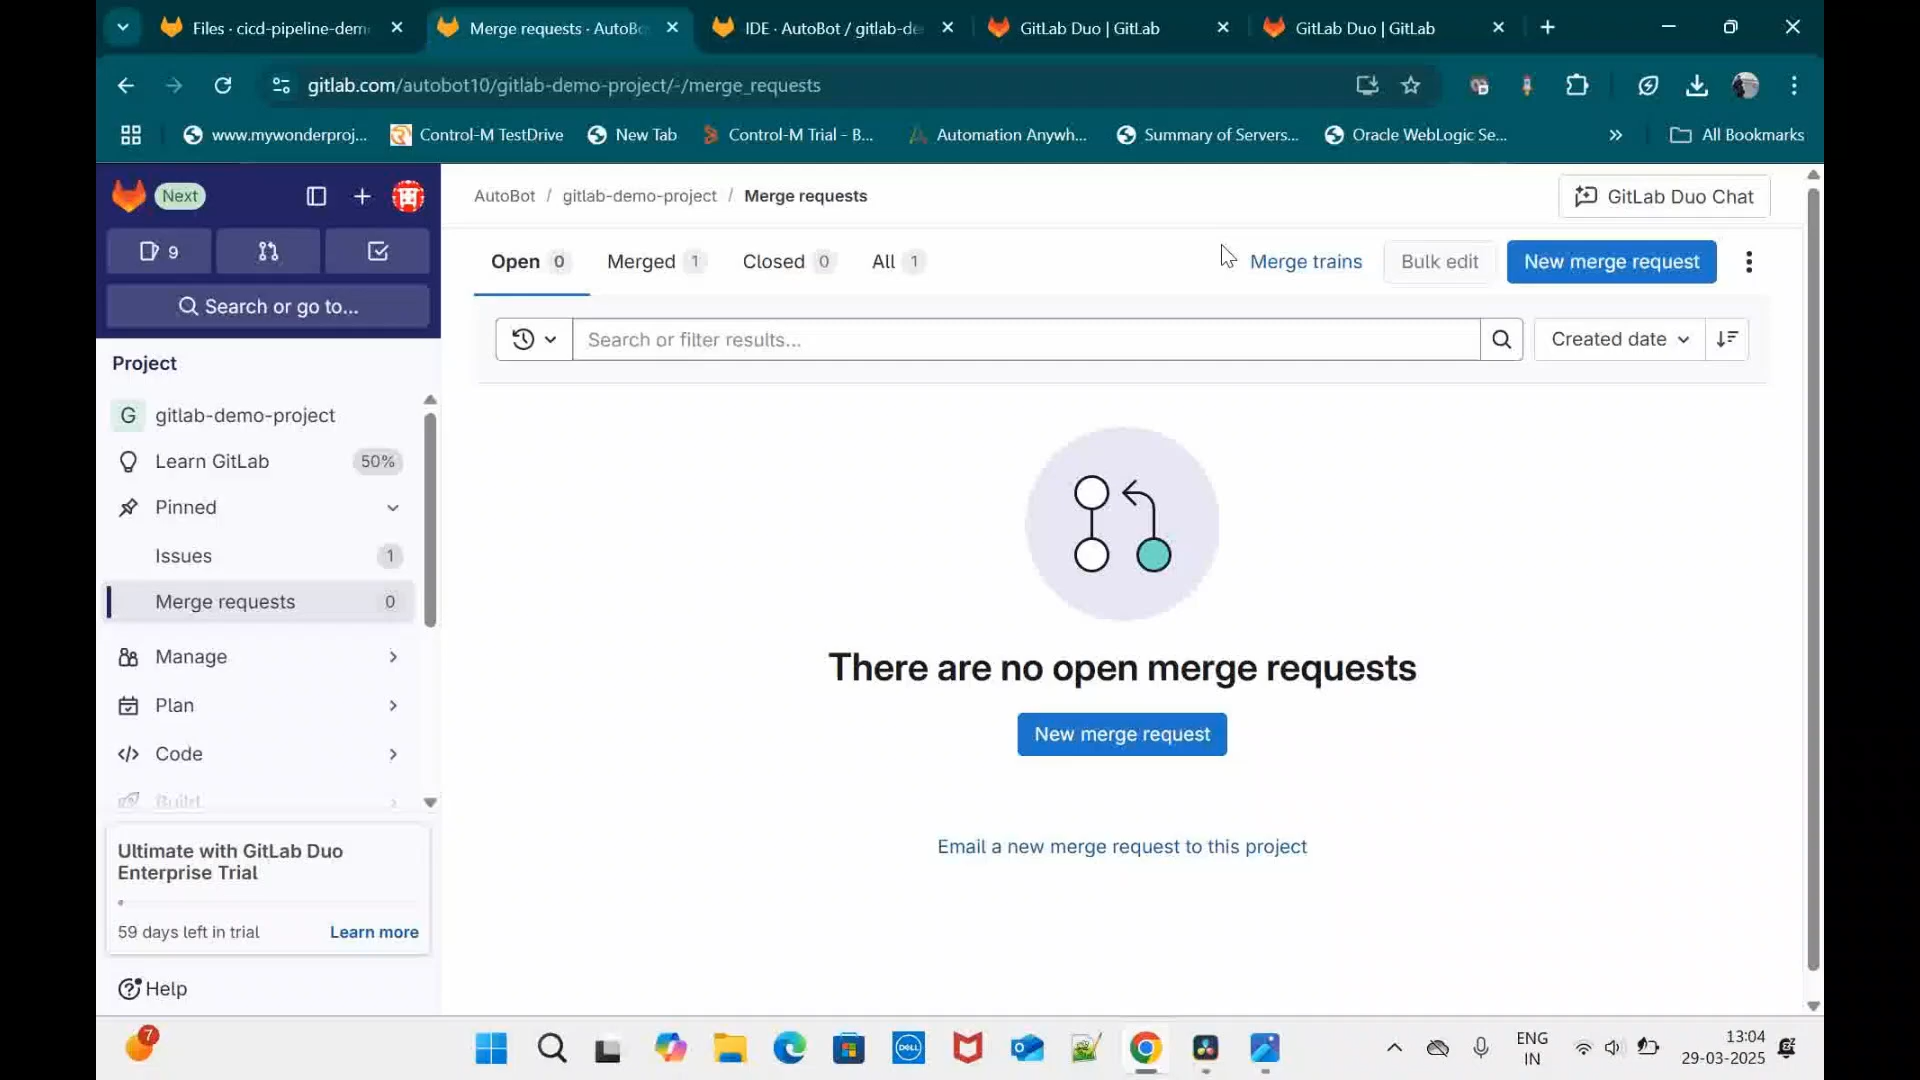 Files · cicd-pipeline-dem
Merge requests · AutoBo
IDE · AutoBot / gitlab-de
GitLab Duo | GitLab
GitLab Duo | GitLab
gitlab.com/autobot10/gitlab-demo-project/-/merge_requests
www.mywonderproj...
Control-M TestDrive
New Tab
Control-M Trial - B...
Automation Anywh...
Summary of Servers...
Oracle WebLogic Se...
»
All Bookmarks
Next
AutoBot / gitlab-demo-project / Merge requests
GitLab Duo Chat
9
Search or go to...
Open 0
Merged 1
Closed 0
All 1
Merge trains
Bulk edit
New merge request
Search or filter results...
Created date
Project
G gitlab-demo-project
Learn GitLab 50%
Pinned
Issues 1
Merge requests 0
Manage
Plan
Code
Build
There are no open merge requests
New merge request
Email a new merge request to this project
Ultimate with GitLab Duo
Enterprise Trial
59 days left in trial
Learn more
Help
7
DELL
ENG
IN
13:04
29-03-2025